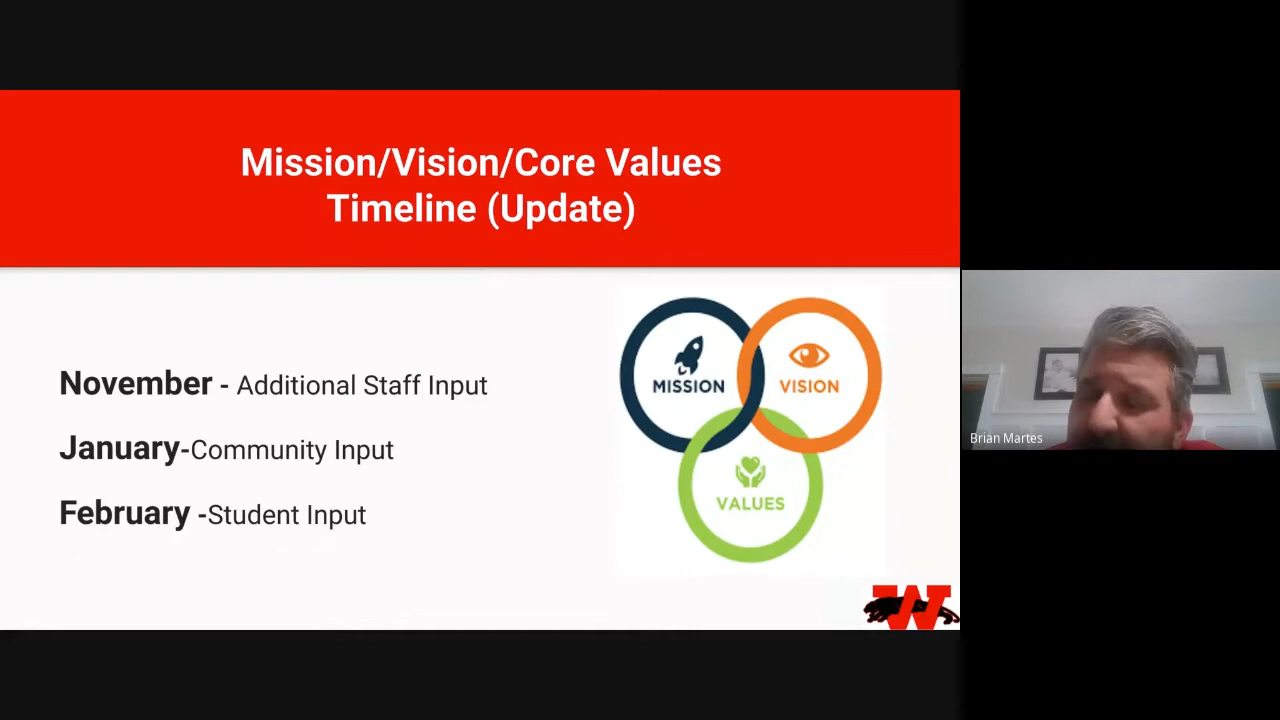 Mission/Vision/Core Values
Timeline (Update)
November - Additional Staff Input
January-Community Input
February -Student Input
MISSION
VISION
VALUES
W
Brian Martes